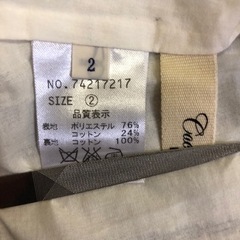 2
NO.74217217
SIZE ②
品質表示
表地 ポリエステル 76%
コットン 24%
裏地 コットン 100%